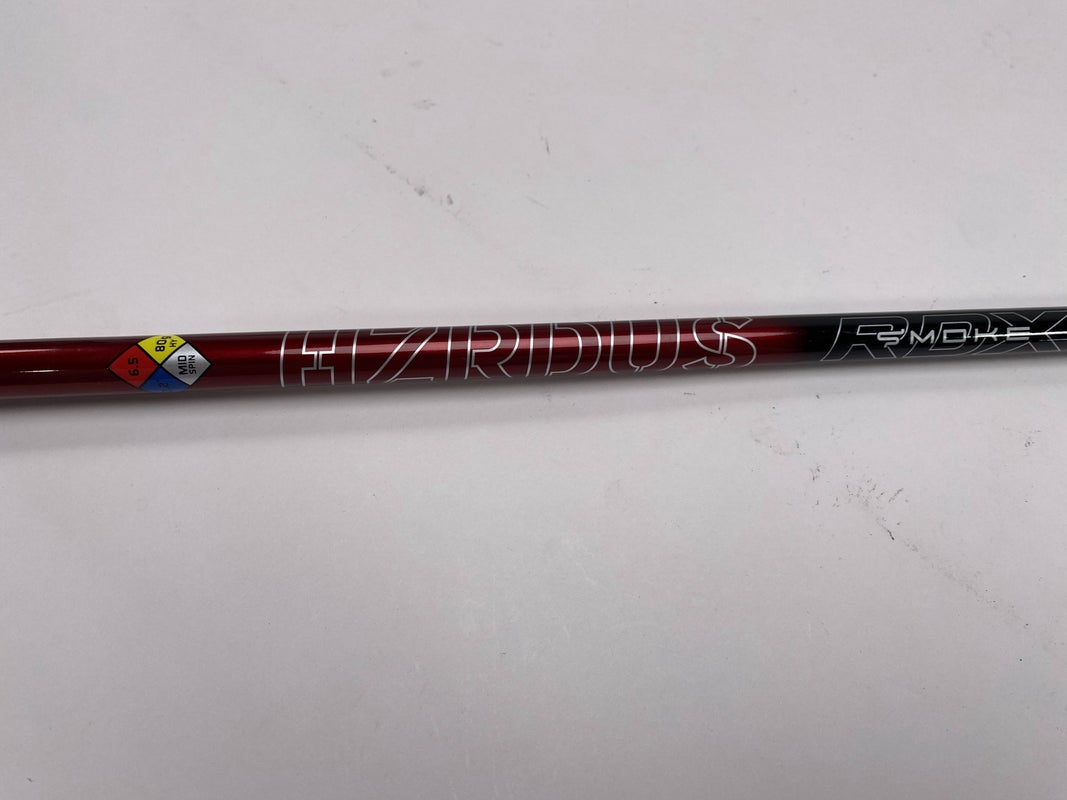 6.5
80g
HY
MID
SPIN
HZRDUS
SMOKE
RDX